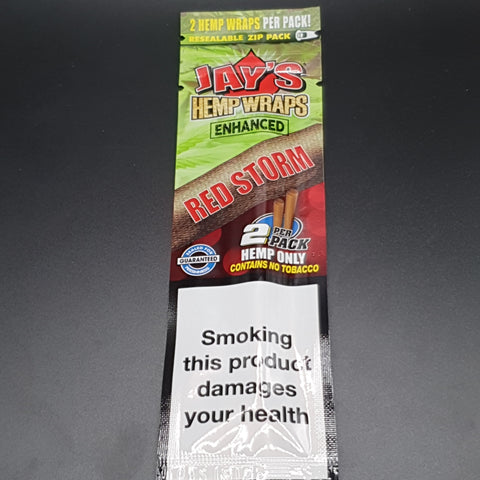 2 HEMP WRAPS PER PACK!
RESEALABLE ZIP PACK
JAY'S
HEMP WRAPS
ENHANCED
RED STORM
2 PER PACK
HEMP ONLY
CONTAINS NO TOBACCO
GUARANTEED
Smoking
this product
damages
your health